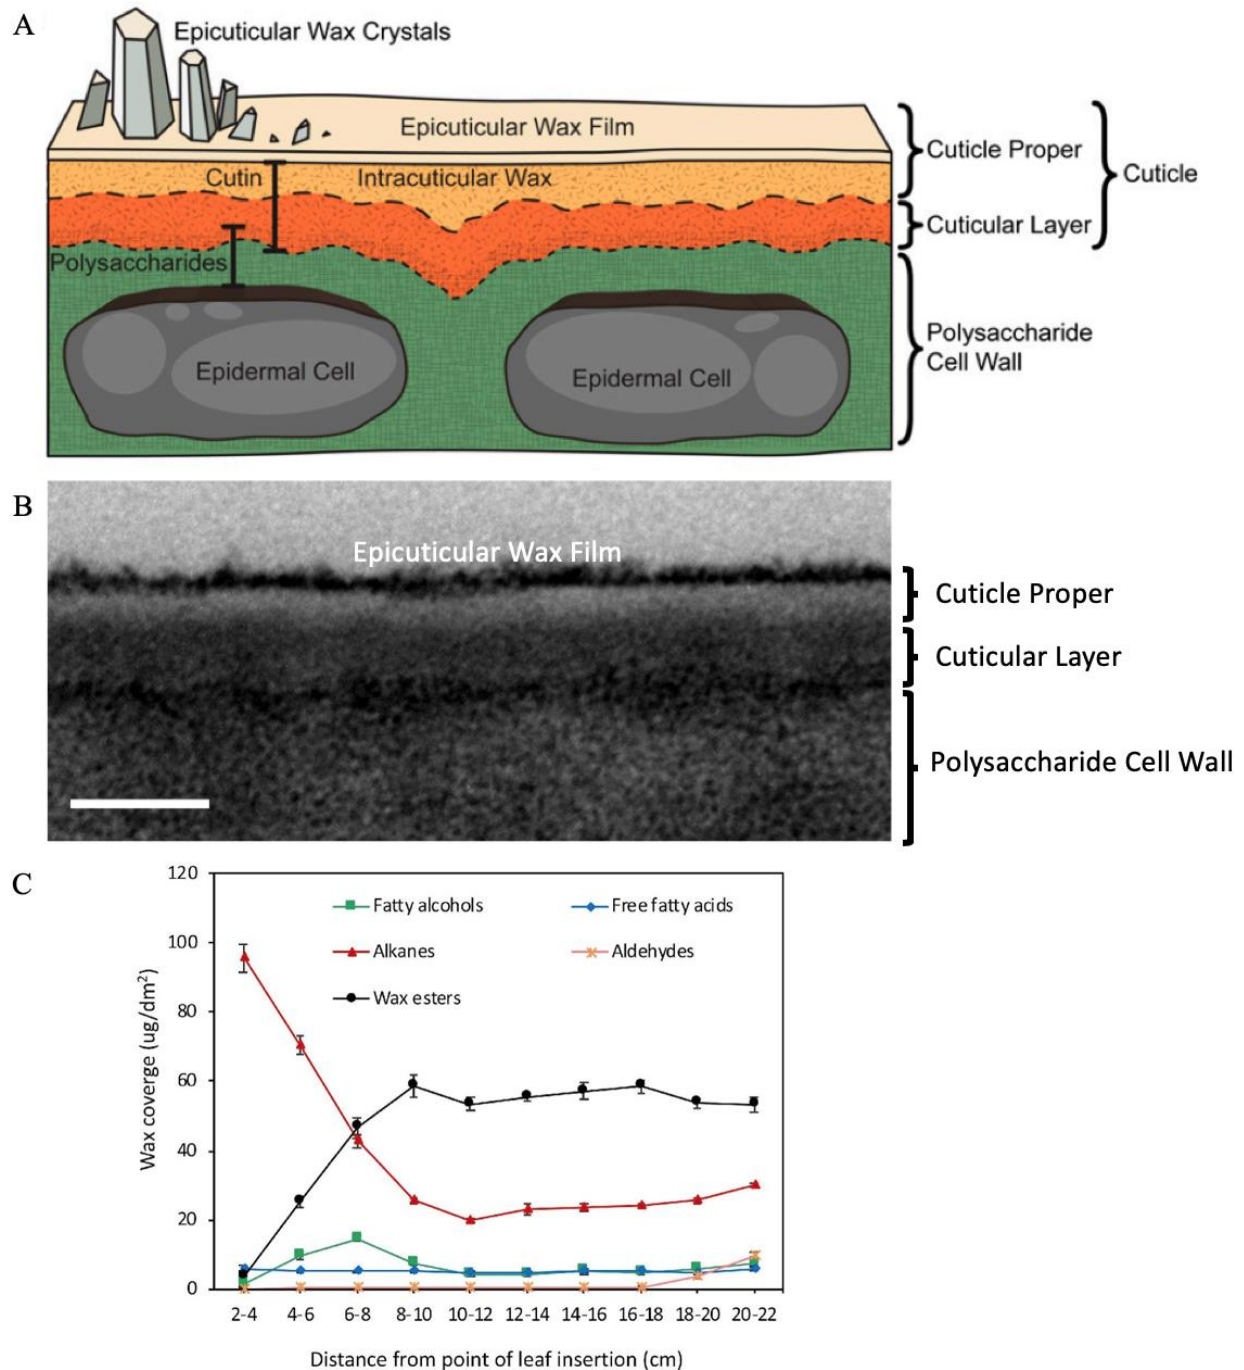 A
Epicuticular Wax Crystals
Epicuticular Wax Film
Cutin
Intracuticular Wax
Polysaccharides
Epidermal Cell
Epidermal Cell
Cuticle Proper
Cuticle
Cuticular Layer
Polysaccharide
Cell Wall
B
Epicuticular Wax Film
Cuticle Proper
Cuticular Layer
Polysaccharide Cell Wall
C
Wax coverge (ug/dm²)
120
100
80
60
40
20
0
Fatty alcohols
Free fatty acids
Alkanes
Aldehydes
Wax esters
2-4 4-6 6-8 8-10 10-12 12-14 14-16 16-18 18-20 20-22
Distance from point of leaf insertion (cm)